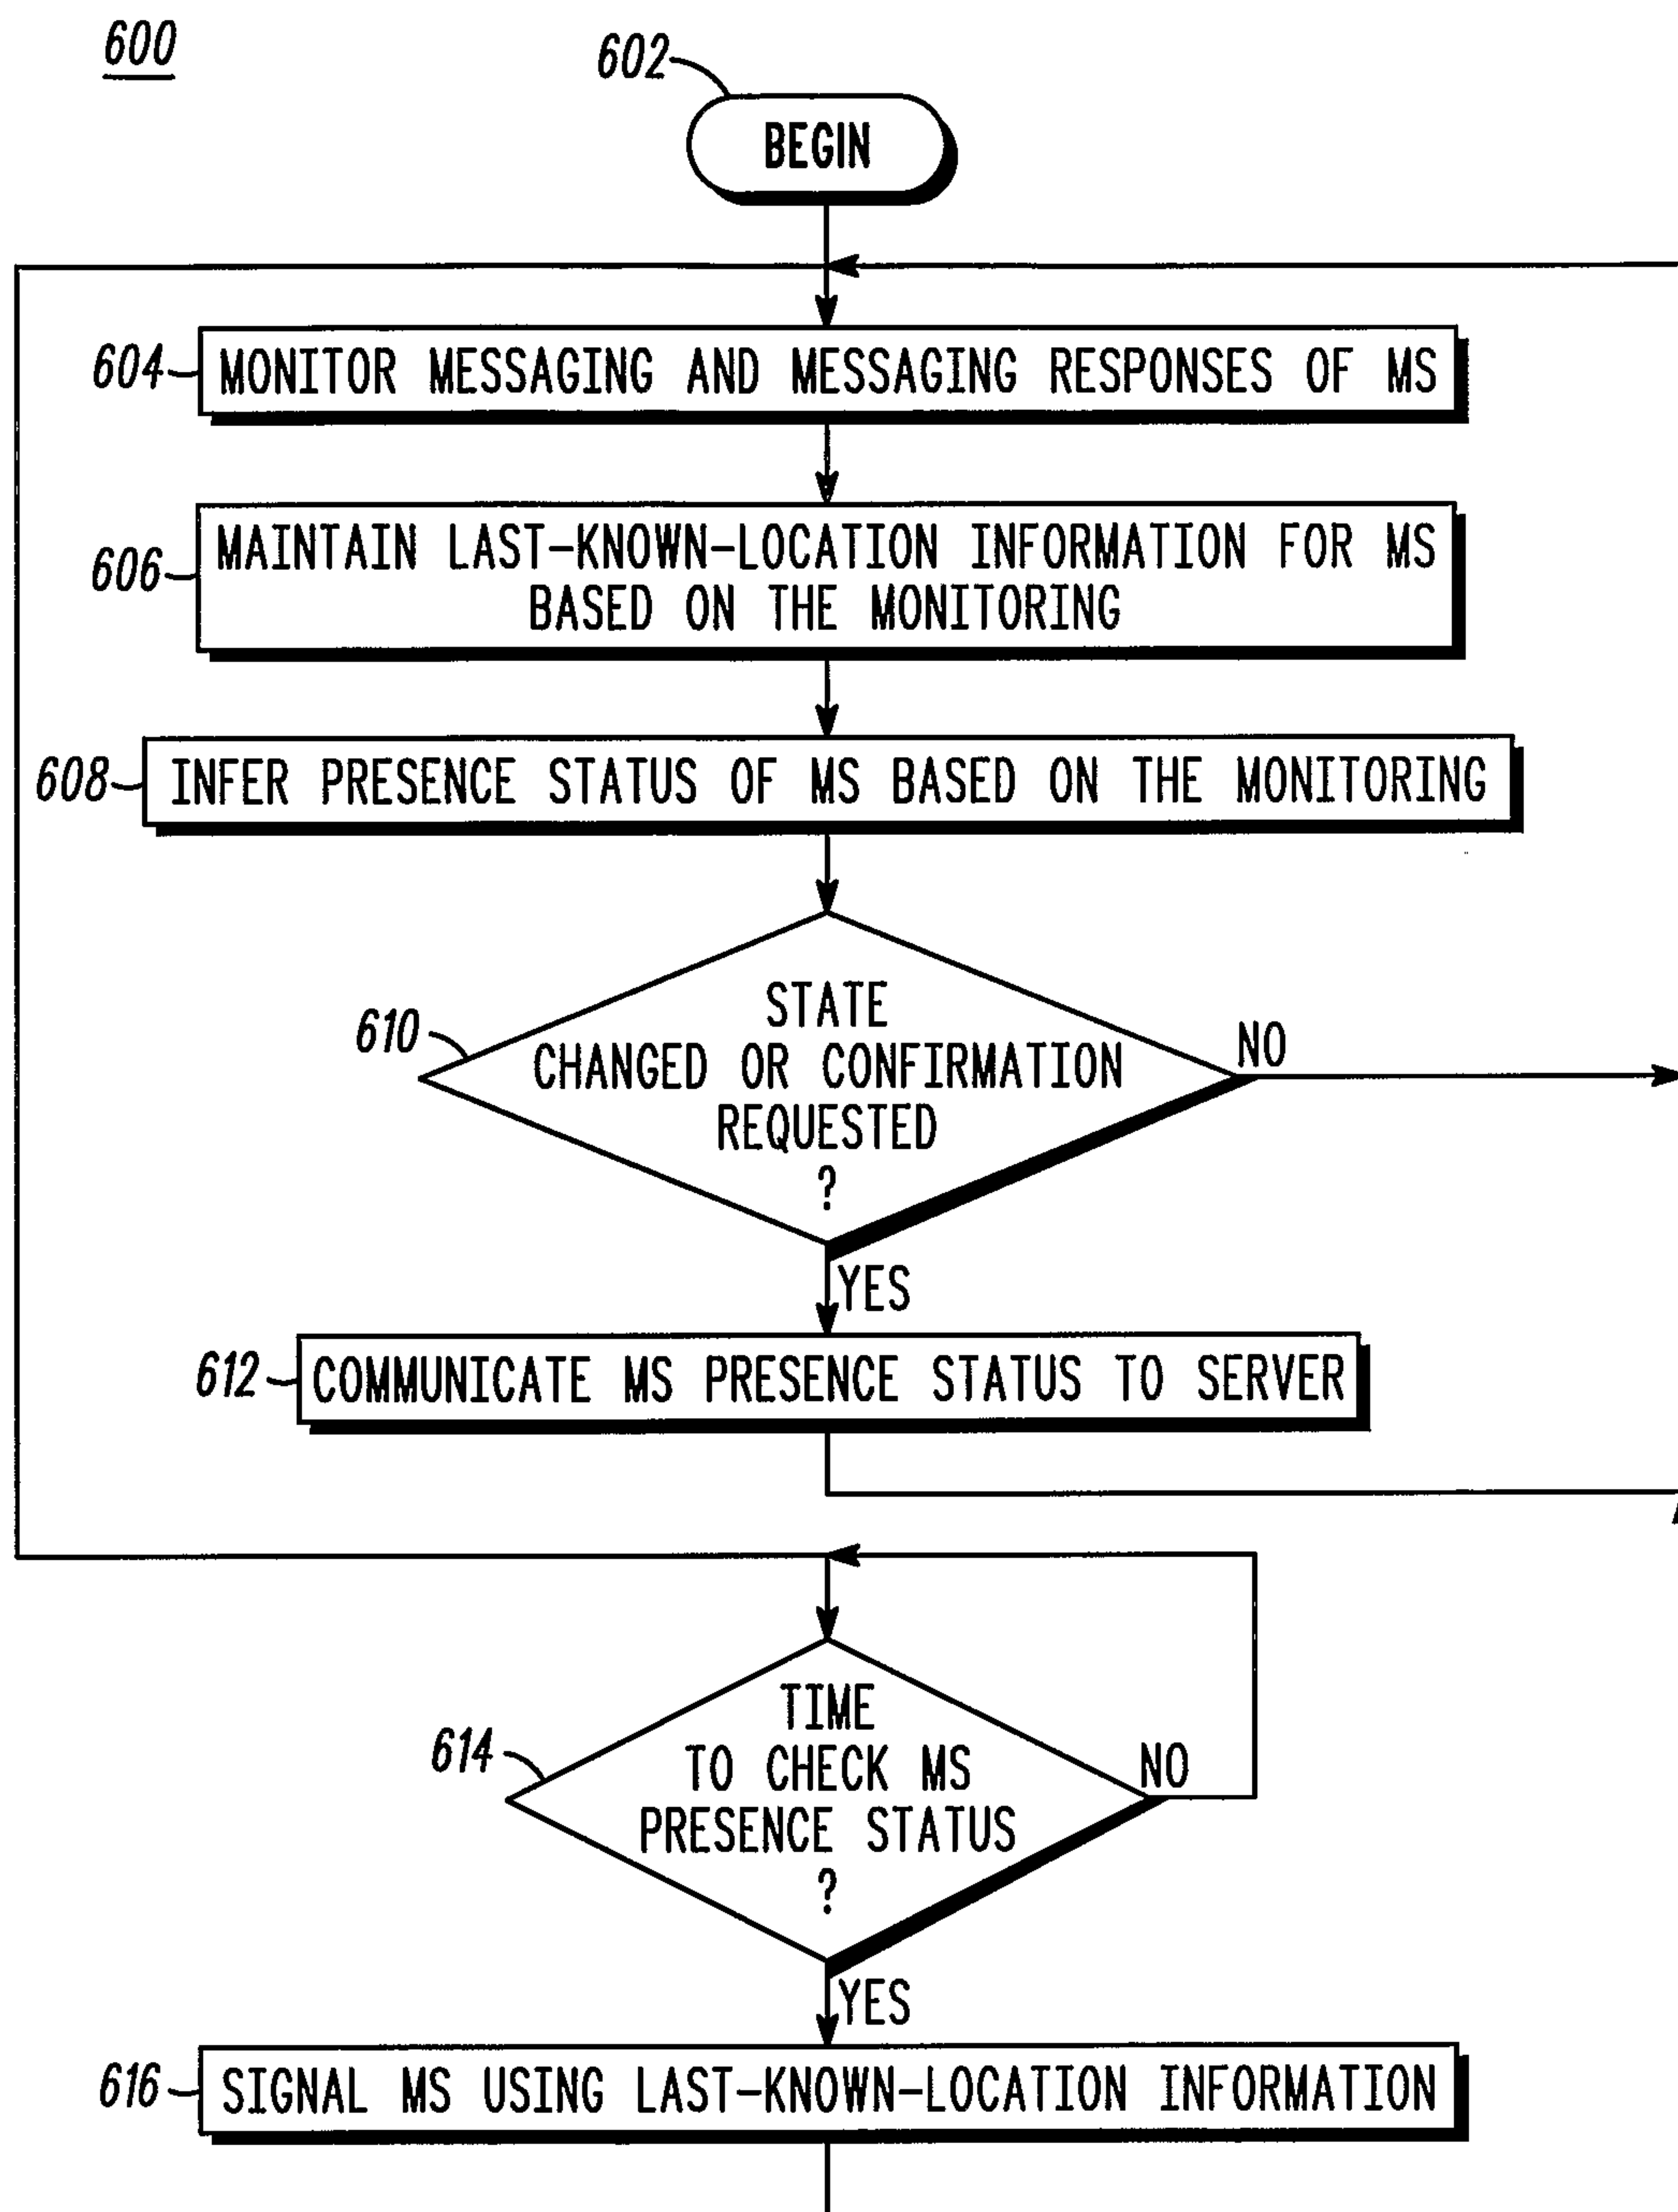 600
602
BEGIN
604
MONITOR MESSAGING AND MESSAGING RESPONSES OF MS
606
MAINTAIN LAST-KNOWN-LOCATION INFORMATION FOR MS
BASED ON THE MONITORING
608
INFER PRESENCE STATUS OF MS BASED ON THE MONITORING
610
STATE
CHANGED OR CONFIRMATION
REQUESTED
?
NO
YES
612
COMMUNICATE MS PRESENCE STATUS TO SERVER
614
TIME
TO CHECK MS
PRESENCE STATUS
?
NO
YES
616
SIGNAL MS USING LAST-KNOWN-LOCATION INFORMATION